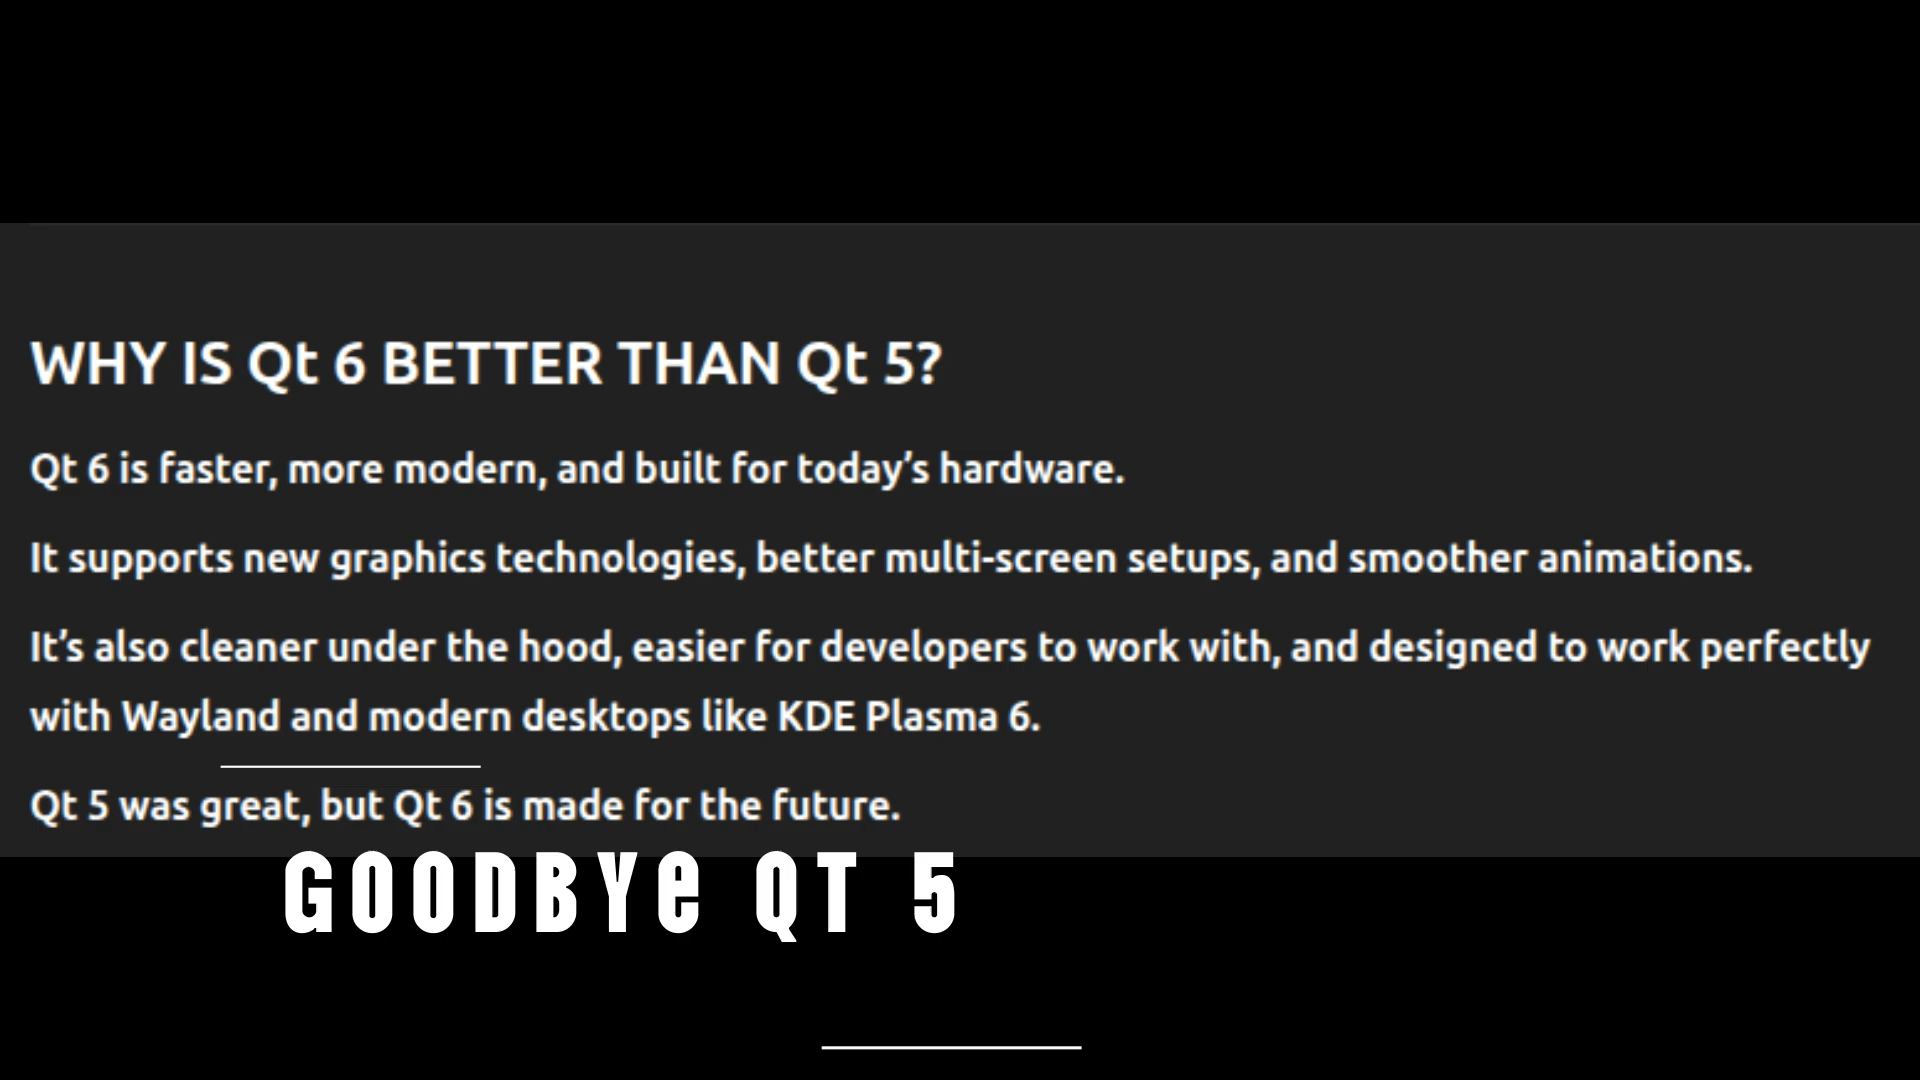 WHY IS Qt 6 BETTER THAN Qt 5?
Qt 6 is faster, more modern, and built for today’s hardware.
It supports new graphics technologies, better multi-screen setups, and smoother animations.
It’s also cleaner under the hood, easier for developers to work with, and designed to work perfectly
with Wayland and modern desktops like KDE Plasma 6.
Qt 5 was great, but Qt 6 is made for the future.
GOODBYe QT 5